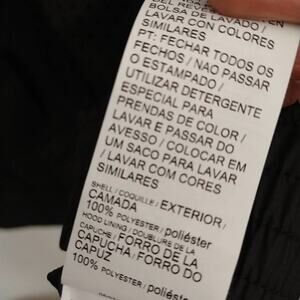 BOLSA DE LAVADO / EN
LAVAR CON COLORES
SIMILARES
PT: FECHAR TODOS OS
FECHOS / NÃO PASSAR
O ESTAMPADO /
UTILIZAR DETERGENTE
ESPECIAL PARA
PRENDAS DE COLOR /
LAVAR E PASSAR DO
AVESSO / COLOCAR EM
UM SACO PARA LAVAR
/ LAVAR COM CORES
SIMILARES
SHELL / COQUILLE / EXTERIOR /
CAMADA
100% POLYESTER / poliéster
HOOD LINING / DOUBLURE DE LA
CAPUCHA / FORRO DE LA
CAPUZ / FORRO DE
100% POLYESTER / poliéster